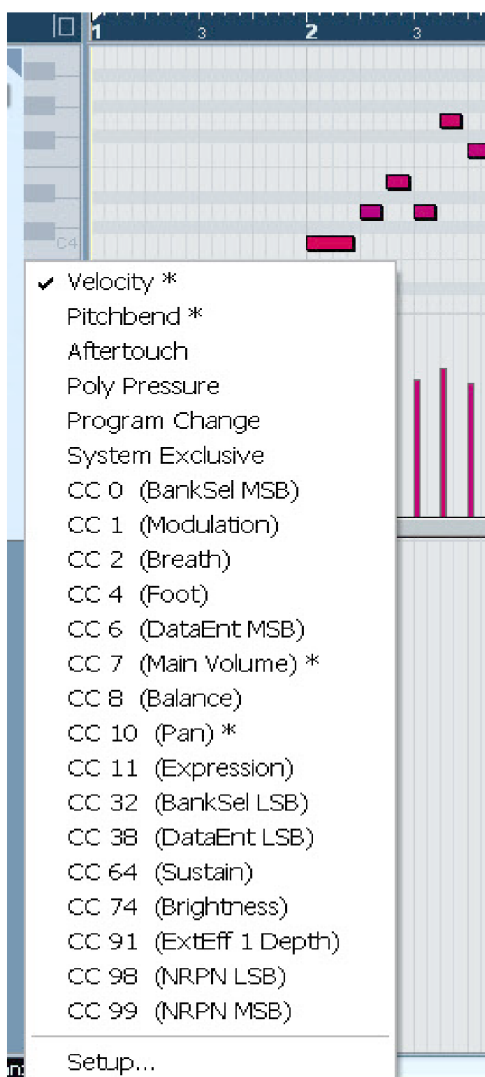 1 3 2 3
C4
Velocity *
Pitchbend *
Aftertouch
Poly Pressure
Program Change
System Exclusive
CC 0 (BankSel MSB)
CC 1 (Modulation)
CC 2 (Breath)
CC 4 (Foot)
CC 6 (DataEnt MSB)
CC 7 (Main Volume) *
CC 8 (Balance)
CC 10 (Pan) *
CC 11 (Expression)
CC 32 (BankSel LSB)
CC 38 (DataEnt LSB)
CC 64 (Sustain)
CC 74 (Brightness)
CC 91 (ExtEff 1 Depth)
CC 98 (NRPN LSB)
CC 99 (NRPN MSB)
Setup...